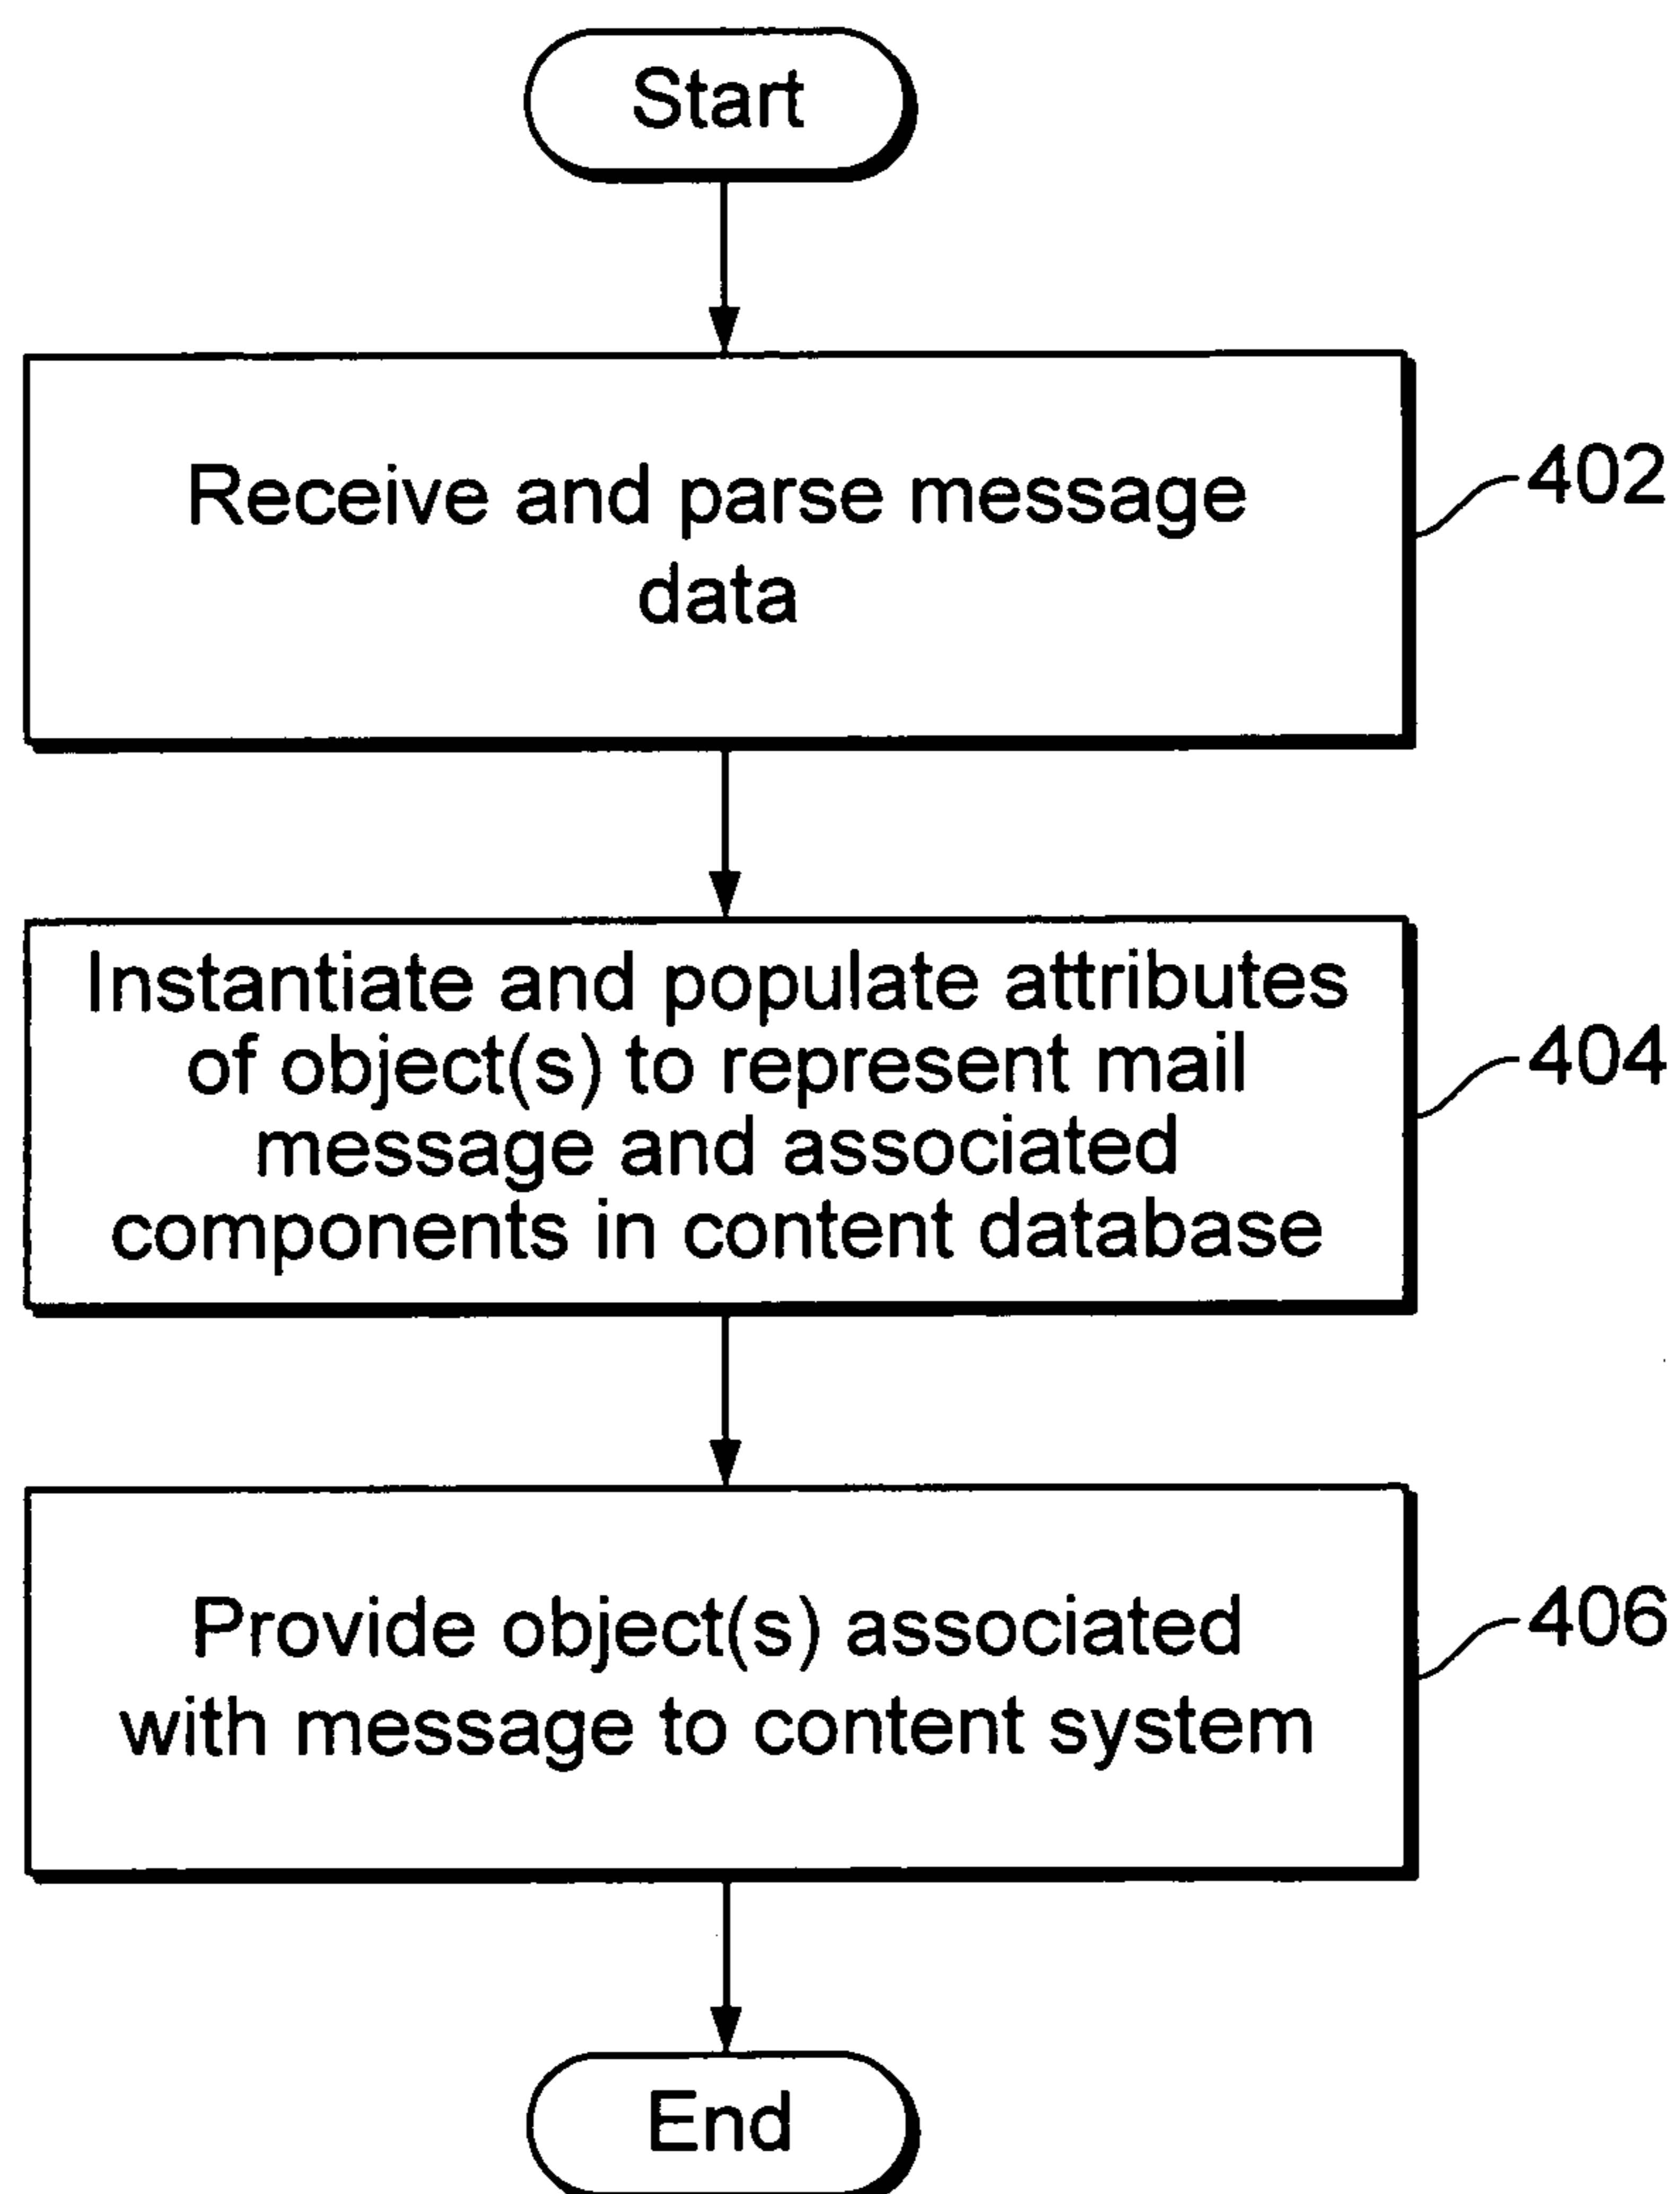 Start
Receive and parse message
data
402
Instantiate and populate attributes
of object(s) to represent mail
message and associated
components in content database
404
Provide object(s) associated
with message to content system
406
End